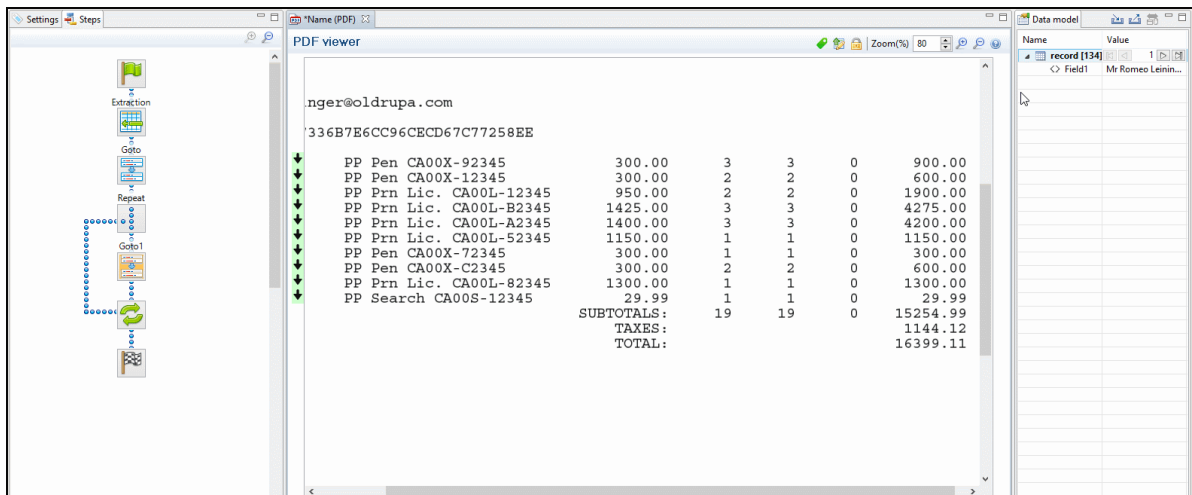 Settings Steps
Extraction
Goto
Repeat
Goto1
*Name (PDF)
PDF viewer
Zoom(%) 80
nger@oldrupa.com
336B7E6CC96CECD67C77258EE
PP Pen CA00X-92345 300.00 3 3 0 900.00
PP Pen CA00X-12345 300.00 2 2 0 600.00
PP Prn Lic. CA00L-12345 950.00 2 2 0 1900.00
PP Prn Lic. CA00L-B2345 1425.00 3 3 0 4275.00
PP Prn Lic. CA00L-A2345 1400.00 3 3 0 4200.00
PP Prn Lic. CA00L-52345 1150.00 1 1 0 1150.00
PP Pen CA00X-72345 300.00 1 1 0 300.00
PP Pen CA00X-C2345 300.00 2 2 0 600.00
PP Prn Lic. CA00L-82345 1300.00 1 1 0 1300.00
PP Search CA00S-12345 29.99 1 1 0 29.99
SUBTOTALS: 19 19 0 15254.99
TAXES: 1144.12
TOTAL: 16399.11
Data model
Name Value
record [134] 1
Field1 Mr Romeo Leinin...